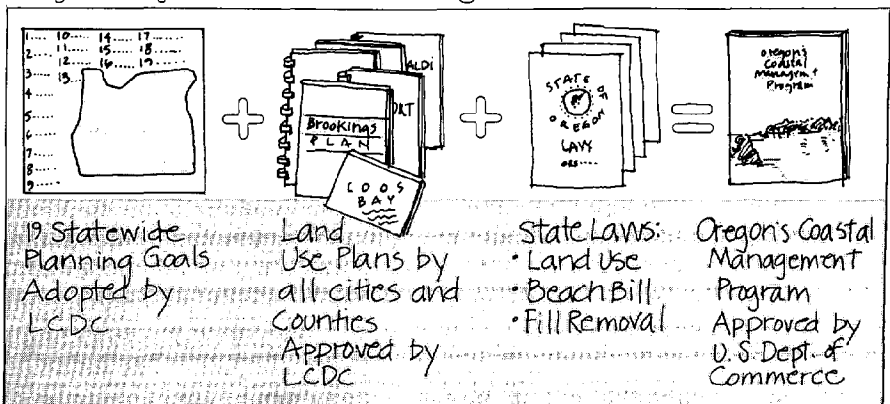 1.... 10..... 14.... 17.....
2.... 11..... 15.... 18.....
12.... 16.... 19.....
3.... 13....
4....
5....
6....
7....
8....
9....
Brookings
PLAN
COOS
BAY
STATE OF OREGON
LAW
ORS.....
Oregon's
Coastal
Managem't
Program
+ + =
19 Statewide
Planning Goals
Adopted by
LCDC
Land
Use Plans by
all cities and
Counties
Approved by
LCDC
State Laws:
• Land Use
• Beach Bill
• Fill Removal
Oregon's Coastal
Management
Program
Approved by
U.S. Dept. of
Commerce